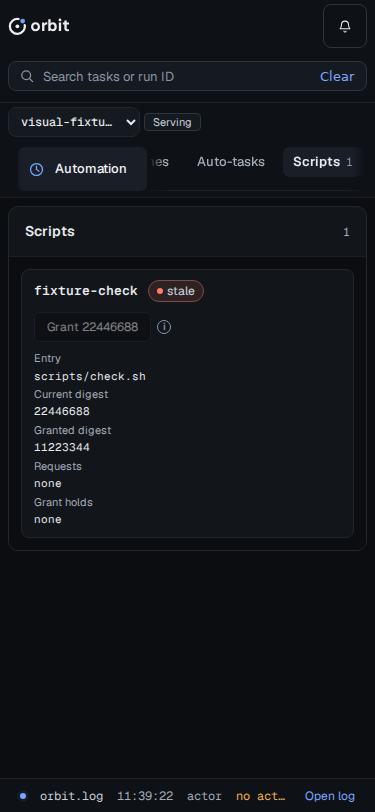 orbit
Search tasks or run ID Clear
visual-fixtu… Serving
Automation Auto-tasks Scripts 1
Scripts 1
fixture-check stale
Grant 22446688
Entry
scripts/check.sh
Current digest
22446688
Granted digest
11223344
Requests
none
Grant holds
none
orbit.log 11:39:22 actor no act… Open log